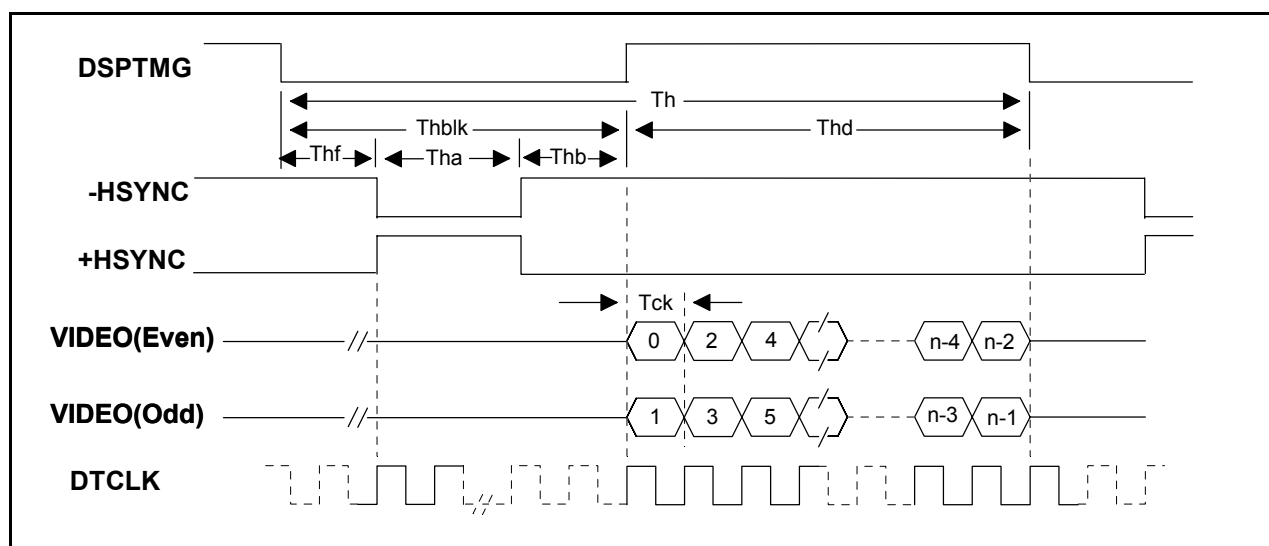 DSPTMG
Th
Thblk Thd
Thf Tha Thb
-HSYNC
+HSYNC
Tck
VIDEO(Even) 0 2 4 n-4 n-2
VIDEO(Odd) 1 3 5 n-3 n-1
DTCLK